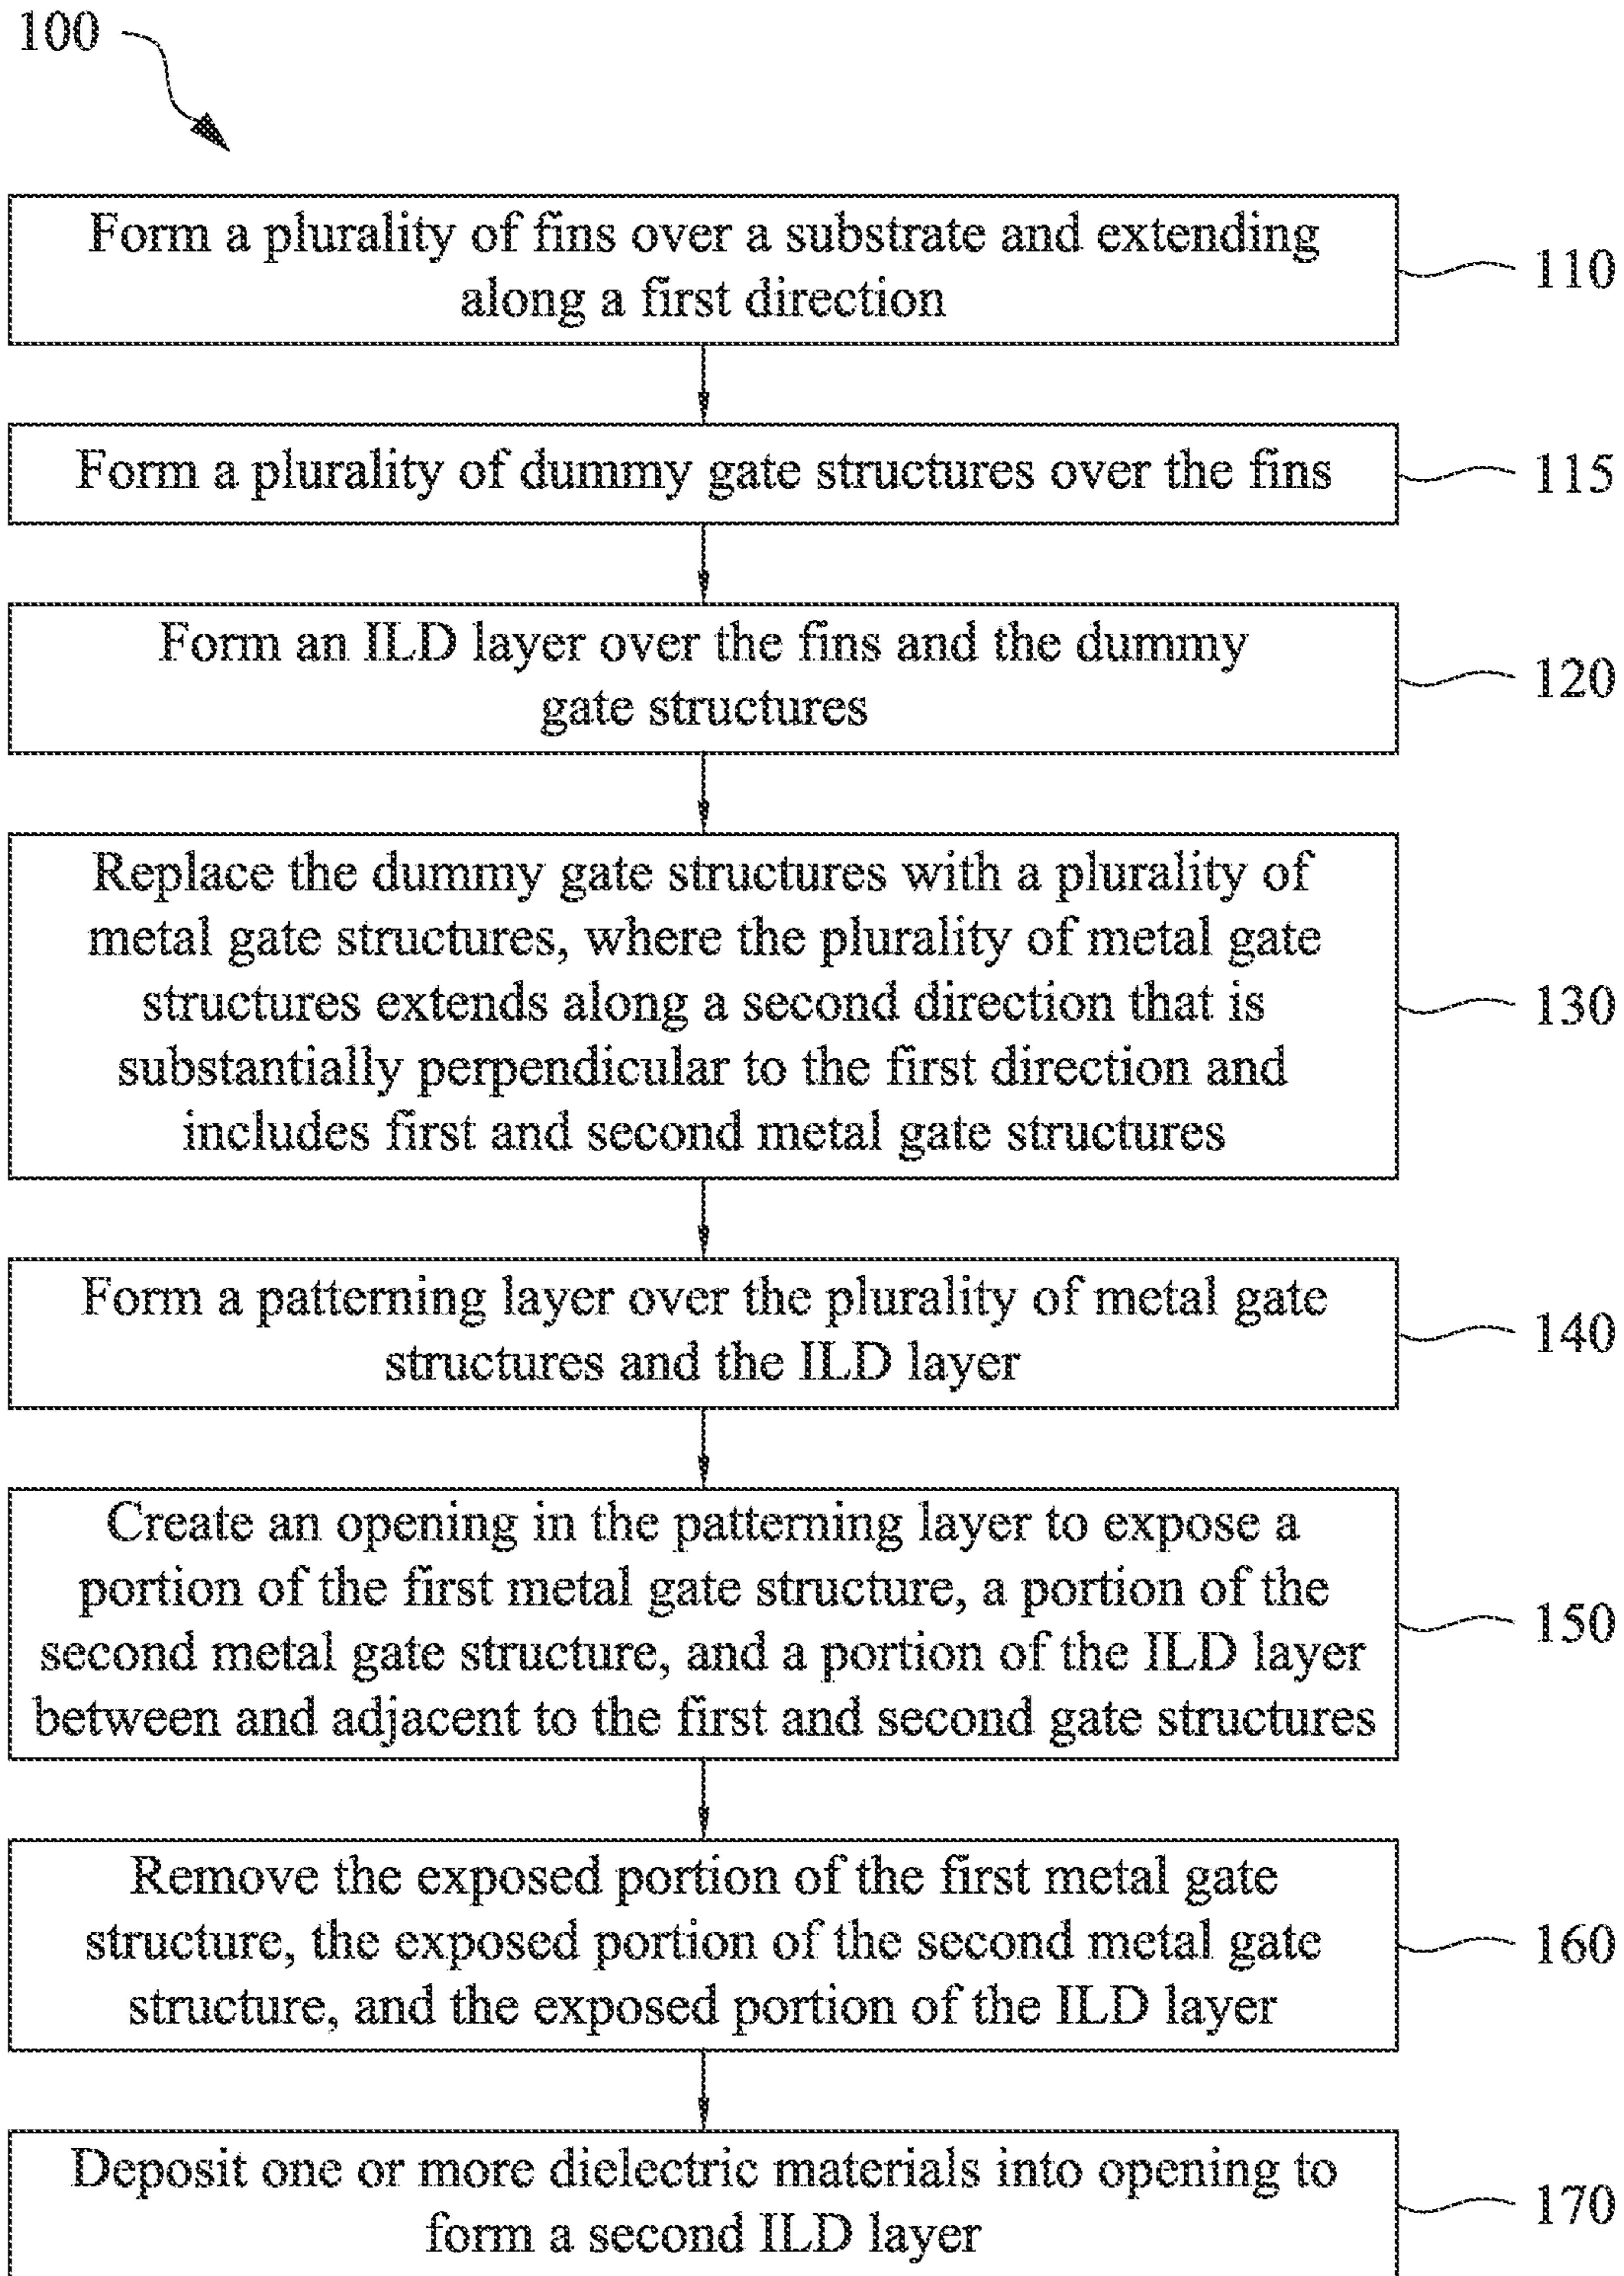 100
Form a plurality of fins over a substrate and extending
along a first direction
110
Form a plurality of dummy gate structures over the fins
115
Form an ILD layer over the fins and the dummy
gate structures
120
Replace the dummy gate structures with a plurality of
metal gate structures, where the plurality of metal gate
structures extends along a second direction that is
substantially perpendicular to the first direction and
includes first and second metal gate structures
130
Form a patterning layer over the plurality of metal gate
structures and the ILD layer
140
Create an opening in the patterning layer to expose a
portion of the first metal gate structure, a portion of the
second metal gate structure, and a portion of the ILD layer
between and adjacent to the first and second gate structures
150
Remove the exposed portion of the first metal gate
structure, the exposed portion of the second metal gate
structure, and the exposed portion of the ILD layer
160
Deposit one or more dielectric materials into opening to
form a second ILD layer
170